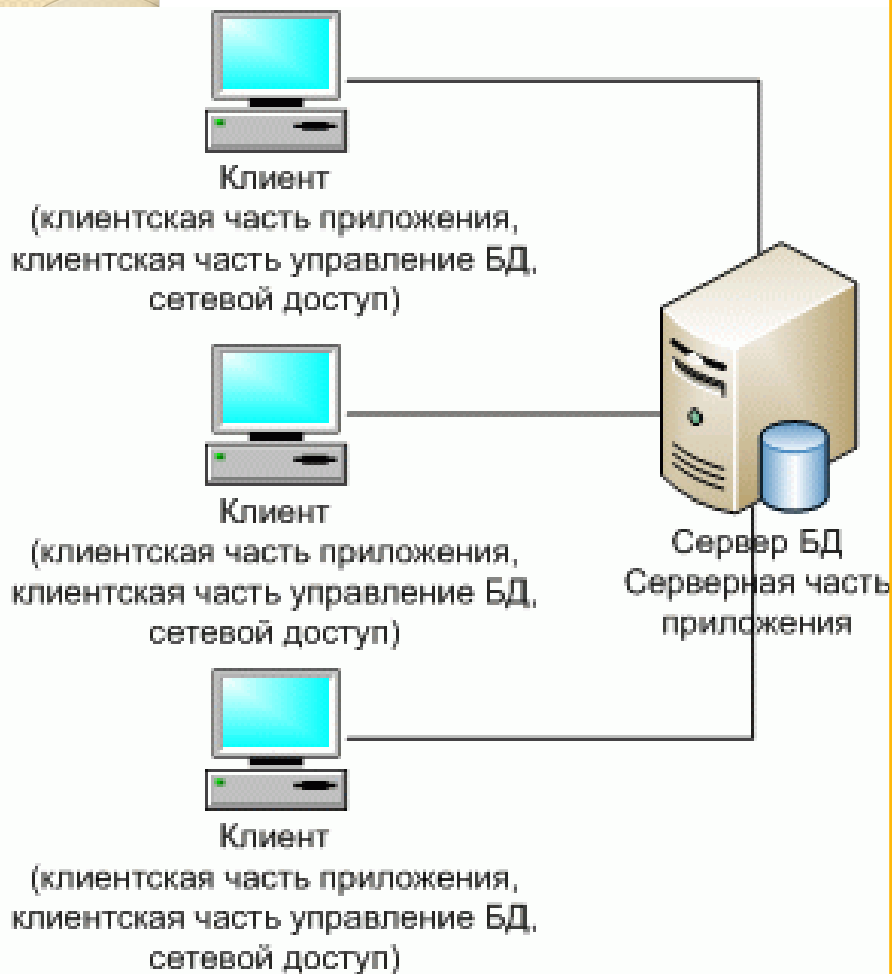 Клиент
(клиентская часть приложения,
клиентская часть управление БД,
сетевой доступ)
Клиент
(клиентская часть приложения,
клиентская часть управление БД,
сетевой доступ)
Сервер БД
Серверная часть
приложения
Клиент
(клиентская часть приложения,
клиентская часть управление БД,
сетевой доступ)